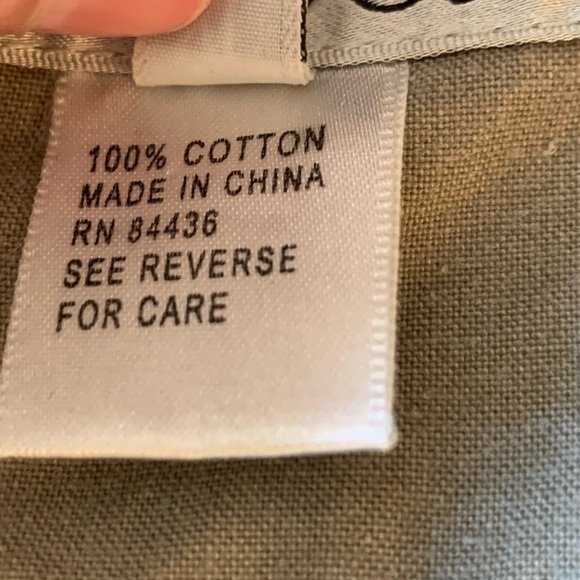 100% COTTON
MADE IN CHINA
RN 84436
SEE REVERSE
FOR CARE